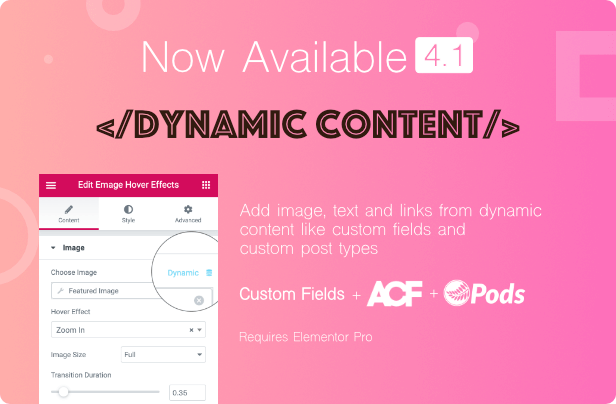 Now Available 4.1
</DYNAMIC CONTENT/>
Edit Emage Hover Effects
Content Style Advanced
Image
Choose Image Dynamic
Featured Image
Hover Effect
Zoom In
Image Size Full
Transition Duration
0.35
Add image, text and links from dynamic
content like custom fields and
custom post types
Custom Fields + ACF + Pods
Requires Elementor Pro